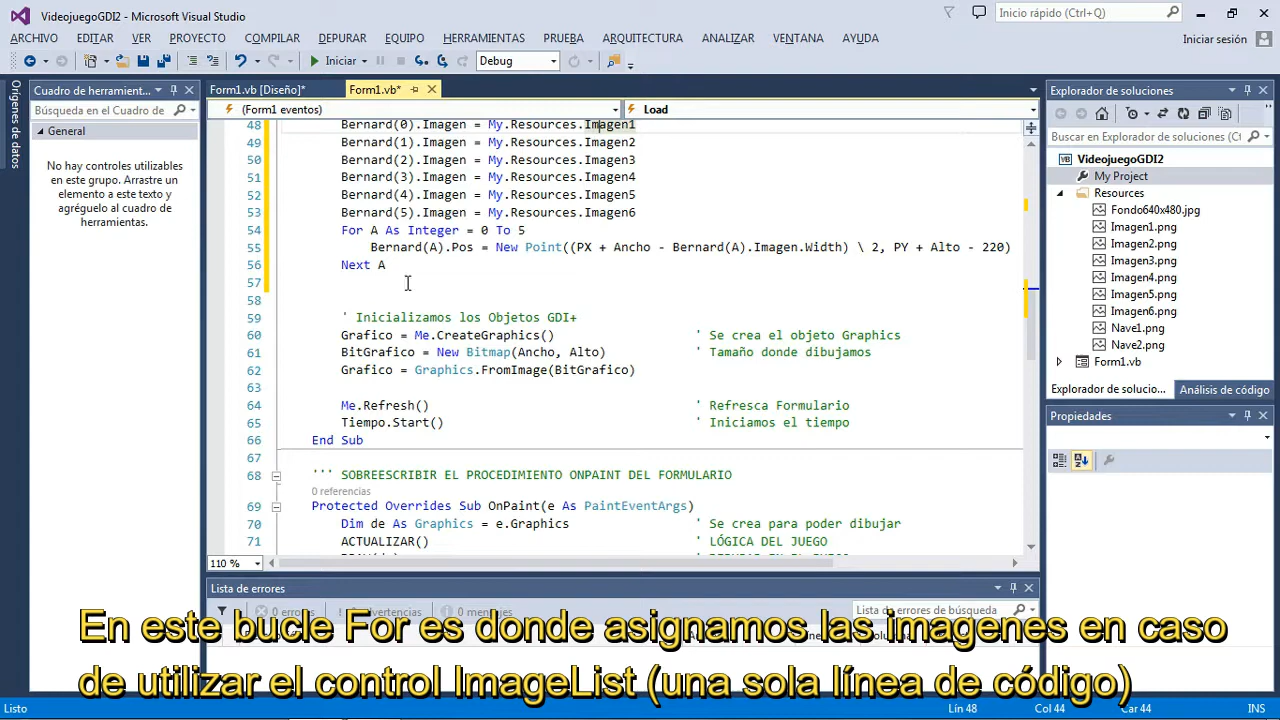 VideojuegoGDI2 - Microsoft Visual Studio
Inicio rápido (Ctrl+Q)
ARCHIVO EDITAR VER PROYECTO COMPILAR DEPURAR EQUIPO HERRAMIENTAS PRUEBA ARQUITECTURA ANALIZAR VENTANA AYUDA
Iniciar sesión
Iniciar Debug
Orígenes de datos
Cuadro de herramient...
Búsqueda en el Cuadro de
General
No hay controles utilizables
en este grupo. Arrastre un
elemento a este texto y
agréguelo al cuadro de
herramientas.
Form1.vb [Diseño]* Form1.vb*
(Form1 eventos) Load
48 Bernard(0).Imagen = My.Resources.Imagen1
49 Bernard(1).Imagen = My.Resources.Imagen2
50 Bernard(2).Imagen = My.Resources.Imagen3
51 Bernard(3).Imagen = My.Resources.Imagen4
52 Bernard(4).Imagen = My.Resources.Imagen5
53 Bernard(5).Imagen = My.Resources.Imagen6
54 For A As Integer = 0 To 5
55 Bernard(A).Pos = New Point((PX + Ancho - Bernard(A).Imagen.Width) \ 2, PY + Alto - 220)
56 Next A
57
58
59 ' Inicializamos los Objetos GDI+
60 Grafico = Me.CreateGraphics() ' Se crea el objeto Graphics
61 BitGrafico = New Bitmap(Ancho, Alto) ' Tamaño donde dibujamos
62 Grafico = Graphics.FromImage(BitGrafico)
63
64 Me.Refresh() ' Refresca Formulario
65 Tiempo.Start() ' Iniciamos el tiempo
66 End Sub
67
68 ''' SOBREESCRIBIR EL PROCEDIMIENTO ONPAINT DEL FORMULARIO
0 referencias
69 Protected Overrides Sub OnPaint(e As PaintEventArgs)
70 Dim de As Graphics = e.Graphics ' Se crea para poder dibujar
71 ACTUALIZAR() ' LÓGICA DEL JUEGO
110 %
Explorador de soluciones
Buscar en Explorador de soluciones
VideojuegoGDI2
My Project
Resources
Fondo640x480.jpg
Imagen1.png
Imagen2.png
Imagen3.png
Imagen4.png
Imagen5.png
Imagen6.png
Nave1.png
Nave2.png
Form1.vb
Explorador de solucio... Análisis de código
Propiedades
Lista de errores
0 errores 0 mensajes Lista de errores de búsqueda
En este bucle For es donde asignamos las imagenes en caso
de utilizar el control ImageList (una sola línea de código)
Listo Lín 48 Col 44 Car 44 INS